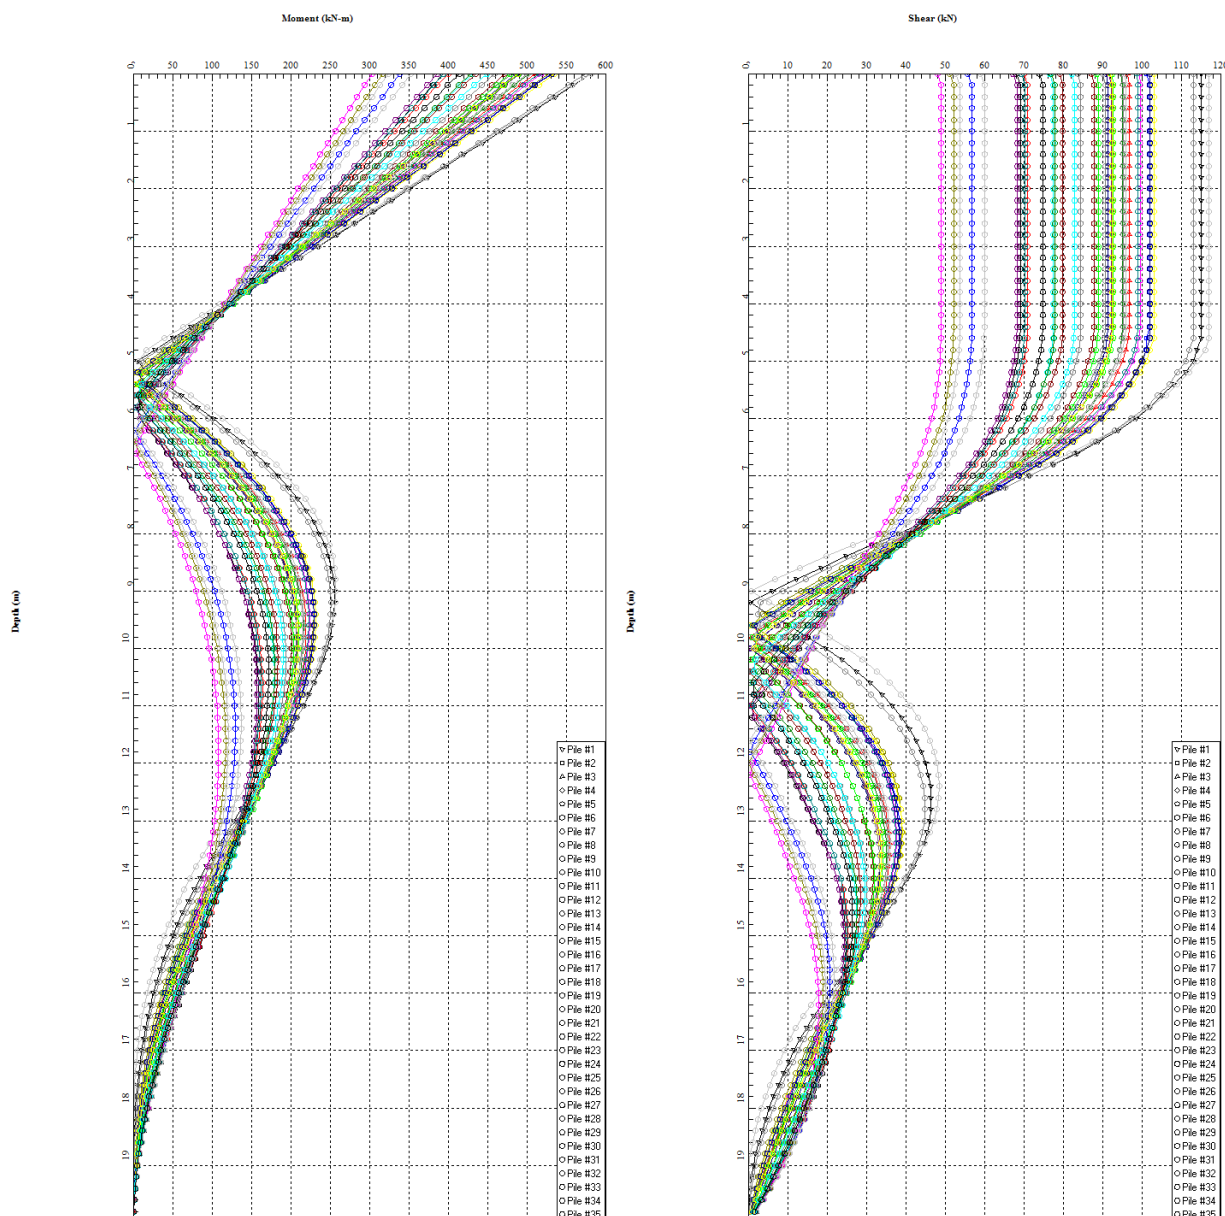 Moment (kN-m)
0, 50 100 150 200 250 300 350 400 450 500 550 600
Depth (m)
1
2
3
4
5
6
7
8
9
10
11
12
13
14
15
16
17
18
19
Pile #1
Pile #2
Pile #3
Pile #4
Pile #5
Pile #6
Pile #7
Pile #8
Pile #9
Pile #10
Pile #11
Pile #12
Pile #13
Pile #14
Pile #15
Pile #16
Pile #17
Pile #18
Pile #19
Pile #20
Pile #21
Pile #22
Pile #23
Pile #24
Pile #25
Pile #26
Pile #27
Pile #28
Pile #29
Pile #30
Pile #31
Pile #32
Pile #33
Pile #34
Pile #35
Shear (kN)
0, 10 20 30 40 50 60 70 80 90 100 110 120
Depth (m)
1
2
3
4
5
6
7
8
9
10
11
12
13
14
15
16
17
18
19
Pile #1
Pile #2
Pile #3
Pile #4
Pile #5
Pile #6
Pile #7
Pile #8
Pile #9
Pile #10
Pile #11
Pile #12
Pile #13
Pile #14
Pile #15
Pile #16
Pile #17
Pile #18
Pile #19
Pile #20
Pile #21
Pile #22
Pile #23
Pile #24
Pile #25
Pile #26
Pile #27
Pile #28
Pile #29
Pile #30
Pile #31
Pile #32
Pile #33
Pile #34
Pile #35